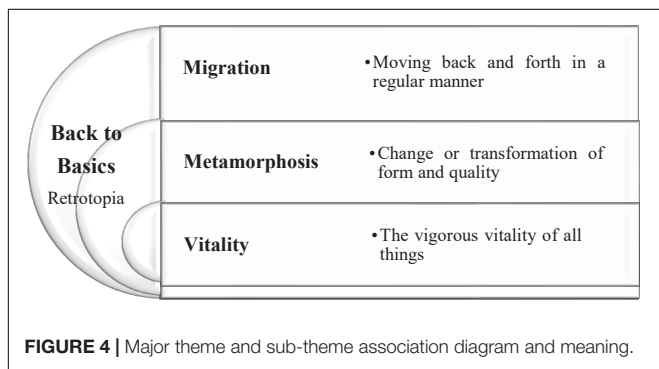 Back to
Basics
Retrotopia
Migration
•Moving back and forth in a
regular manner
Metamorphosis
•Change or transformation of
form and quality
Vitality
•The vigorous vitality of all
things
FIGURE 4 | Major theme and sub-theme association diagram and meaning.